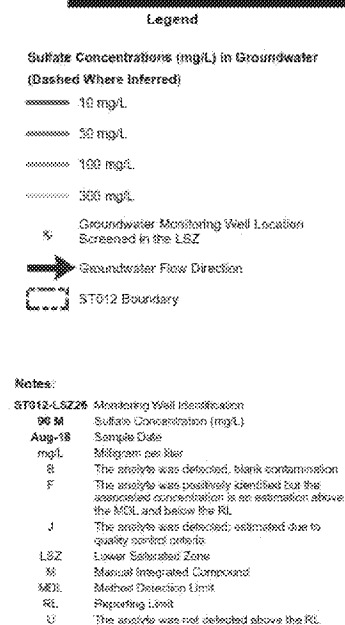 Legend
Sulfate Concentrations (mg/L) in Groundwater
(Dashed Where Inferred)
10 mg/L
50 mg/L
100 mg/L
300 mg/L
Groundwater Monitoring Well Location
Screened in the LSZ
Groundwater Flow Direction
ST012 Boundary
Notes:
ST012-LSZ26 Monitoring Well Identification
90 M Sulfate Concentration (mg/L)
Aug-18 Sample Date
mg/L Milligram per liter
B The analyte was detected, blank contamination
F The analyte was positively identified but the
associated concentration is an estimation above
the MDL and below the RL
J The analyte was detected; estimated due to
quality control criteria
LSZ Lower Saturated Zone
M Manual Integrated Compound
MDL Method Detection Limit
RL Reporting Limit
U The analyte was not detected above the RL